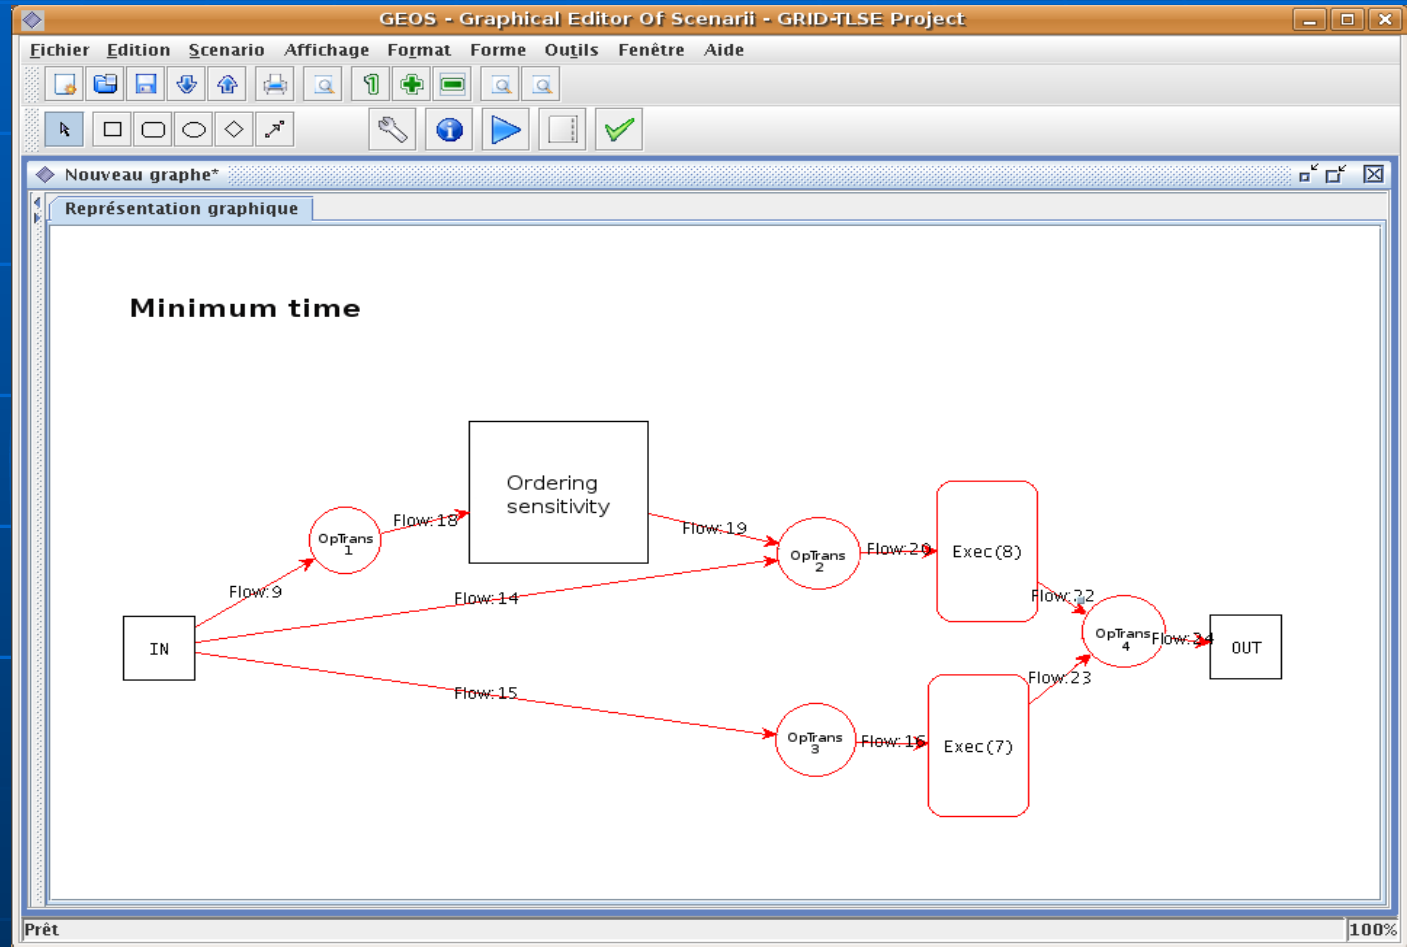 GEOS - Graphical Editor Of Scenarii - GRID-TLSE Project
Fichier Edition Scenario Affichage Format Forme Outils Fenêtre Aide
Nouveau graphe*
Représentation graphique
Minimum time
Ordering
sensitivity
Flow:18
OpTrans
1
Flow:19
OpTrans
2
Flow:20
Exec(8)
Flow:9
Flow:14
Flow:22
IN
OpTrans
4
Flow:24
OUT
Flow:15
Flow:23
OpTrans
3
Flow:16
Exec(7)
Prêt
100%